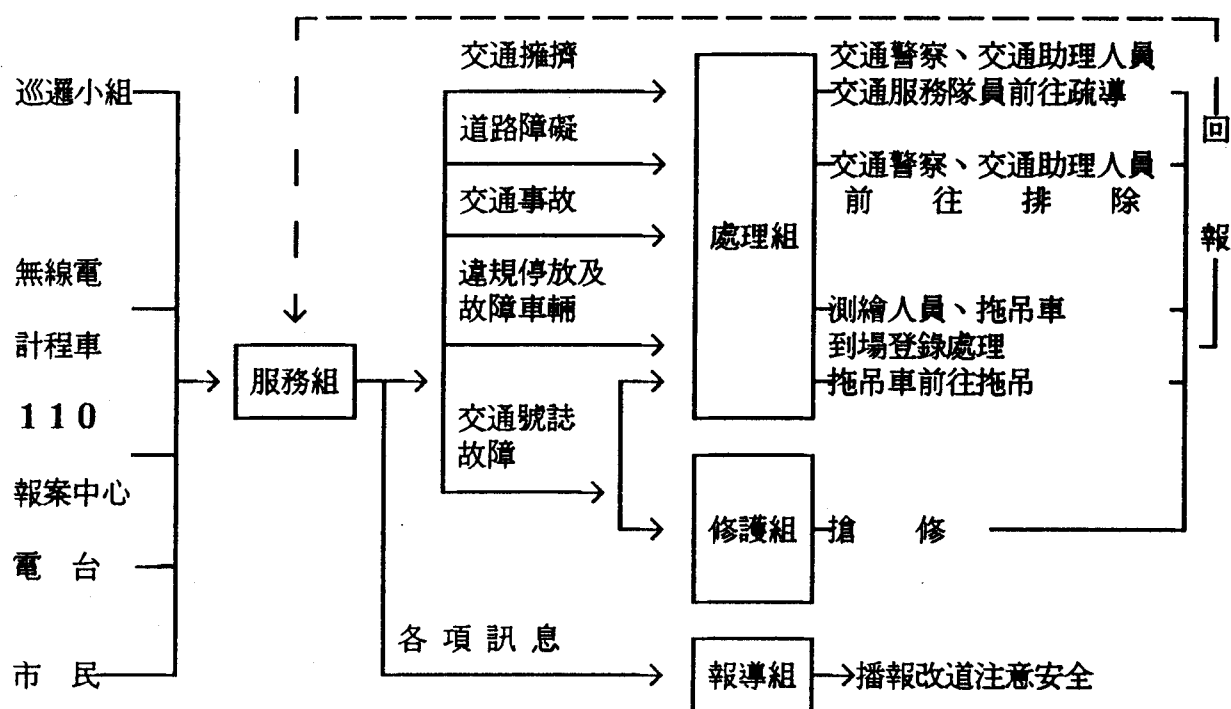 巡邏小組
無線電
計程車
110
報案中心
電台
市民
服務組
交通擁擠
道路障礙
交通事故
違規停放及
故障車輛
交通號誌
故障
各項訊息
處理組
修護組
報導組
交通警察、交通助理人員
交通服務隊員前往疏導
交通警察、交通助理人員
前往排除
測繪人員、拖吊車
到場登錄處理
拖吊車前往拖吊
搶修
播報改道注意安全
回報